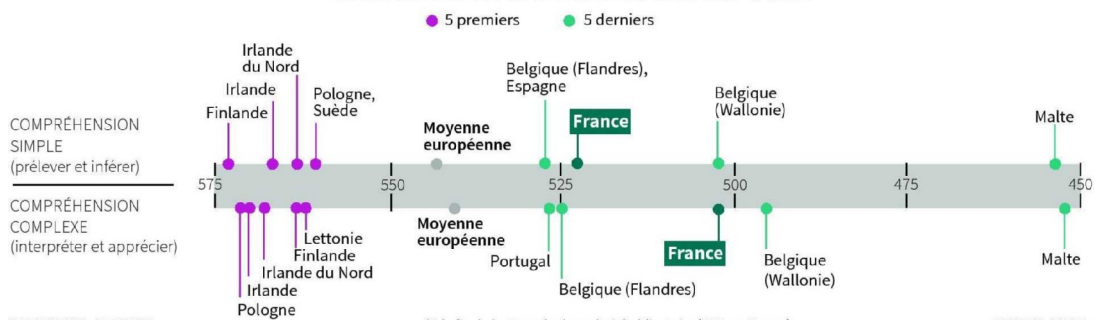 5 premiers
5 derniers
Irlande
du Nord
Irlande
Finlande
Pologne,
Suède
Moyenne
européenne
Belgique (Flandres),
Espagne
France
Belgique
(Wallonie)
Malte
COMPRÉHENSION
SIMPLE
(prélever et inférer)
575
550
525
500
475
450
COMPRÉHENSION
COMPLEXE
(interpréter et apprécier)
Lettonie
Finlande
Irlande du Nord
Irlande
Pologne
Moyenne
européenne
Portugal
Belgique (Flandres)
France
Belgique
(Wallonie)
Malte